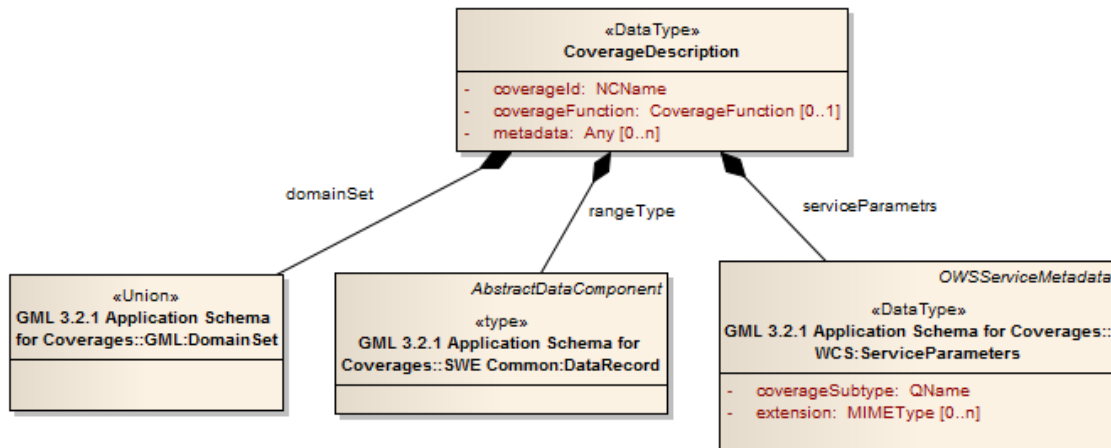 «DataType»
CoverageDescription
- coverageId: NCName
- coverageFunction: CoverageFunction [0..1]
- metadata: Any [0..n]
domainSet
rangeType
serviceParametrs
«Union»
GML 3.2.1 Application Schema
for Coverages::GML:DomainSet
AbstractDataComponent
«type»
GML 3.2.1 Application Schema for
Coverages::SWE Common:DataRecord
OWSServiceMetadata
«DataType»
GML 3.2.1 Application Schema for Coverages::
WCS:ServiceParameters
- coverageSubtype: QName
- extension: MIMEType [0..n]